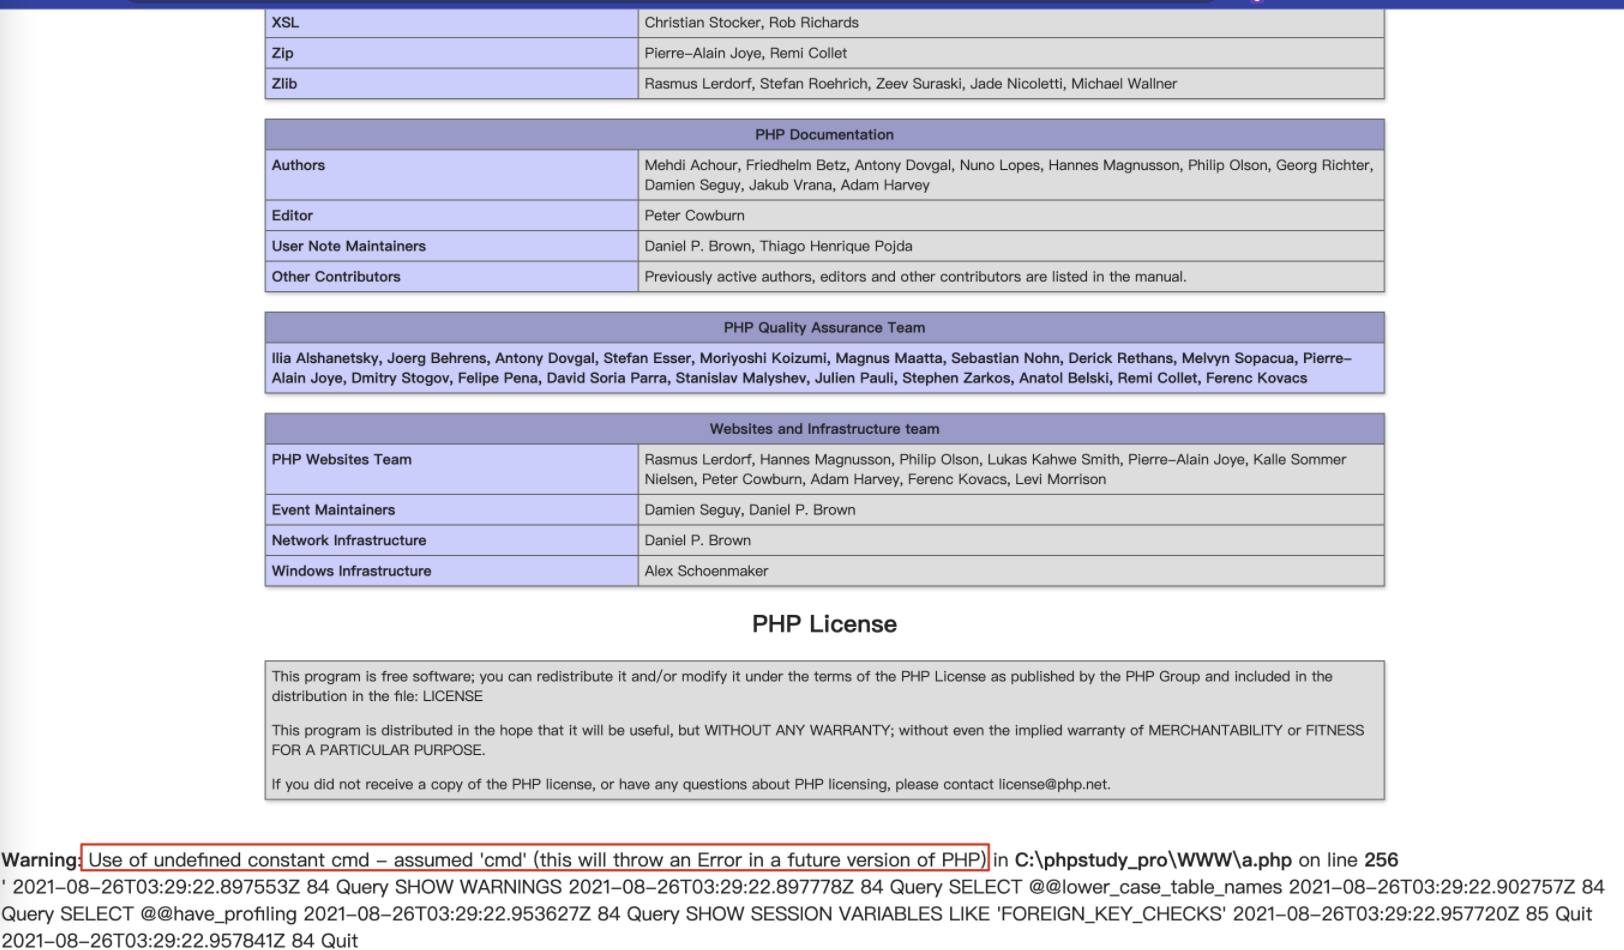 XSL Christian Stocker, Rob Richards
Zip Pierre-Alain Joye, Remi Collet
Zlib Rasmus Lerdorf, Stefan Roehrich, Zeev Suraski, Jade Nicoletti, Michael Wallner
PHP Documentation
Authors Mehdi Achour, Friedhelm Betz, Antony Dovgal, Nuno Lopes, Hannes Magnusson, Philip Olson, Georg Richter,
Damien Seguy, Jakub Vrana, Adam Harvey
Editor Peter Cowburn
User Note Maintainers Daniel P. Brown, Thiago Henrique Pojda
Other Contributors Previously active authors, editors and other contributors are listed in the manual.
PHP Quality Assurance Team
Ilia Alshanetsky, Joerg Behrens, Antony Dovgal, Stefan Esser, Moriyoshi Koizumi, Magnus Maatta, Sebastian Nohn, Derick Rethans, Melvyn Sopacua, Pierre-
Alain Joye, Dmitry Stogov, Felipe Pena, David Soria Parra, Stanislav Malyshev, Julien Pauli, Stephen Zarkos, Anatol Belski, Remi Collet, Ferenc Kovacs
Websites and Infrastructure team
PHP Websites Team Rasmus Lerdorf, Hannes Magnusson, Philip Olson, Lukas Kahwe Smith, Pierre-Alain Joye, Kalle Sommer
Nielsen, Peter Cowburn, Adam Harvey, Ferenc Kovacs, Levi Morrison
Event Maintainers Damien Seguy, Daniel P. Brown
Network Infrastructure Daniel P. Brown
Windows Infrastructure Alex Schoenmaker
PHP License
This program is free software; you can redistribute it and/or modify it under the terms of the PHP License as published by the PHP Group and included in the
distribution in the file: LICENSE
This program is distributed in the hope that it will be useful, but WITHOUT ANY WARRANTY; without even the implied warranty of MERCHANTABILITY or FITNESS
FOR A PARTICULAR PURPOSE.
If you did not receive a copy of the PHP license, or have any questions about PHP licensing, please contact license@php.net.
Warning: Use of undefined constant cmd - assumed 'cmd' (this will throw an Error in a future version of PHP) in C:\phpstudy_pro\WWW\a.php on line 256
' 2021-08-26T03:29:22.897553Z 84 Query SHOW WARNINGS 2021-08-26T03:29:22.897778Z 84 Query SELECT @@lower_case_table_names 2021-08-26T03:29:22.902757Z 84
Query SELECT @@have_profiling 2021-08-26T03:29:22.953627Z 84 Query SHOW SESSION VARIABLES LIKE 'FOREIGN_KEY_CHECKS' 2021-08-26T03:29:22.957720Z 85 Quit
2021-08-26T03:29:22.957841Z 84 Quit